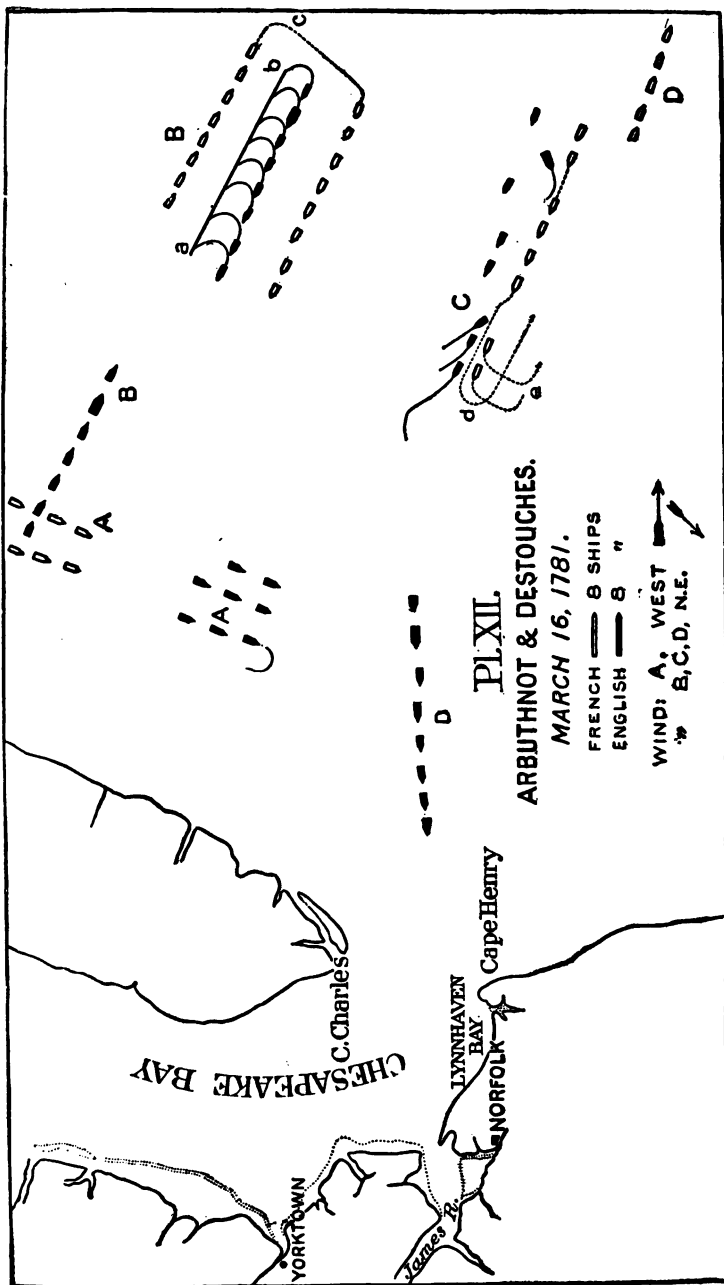 A
B
A
B
a
b
c
C
d
e
D
D
C. Charles
CHESAPEAKE BAY
YORKTOWN
James R.
LYNNHAVEN
BAY
Cape Henry
NORFOLK
Pl. XII.
ARBUTHNOT & DESTOUCHES.
MARCH 16, 1781.
FRENCH 8 SHIPS
ENGLISH 8 "
WIND: A, WEST
" B, C, D, N.E.